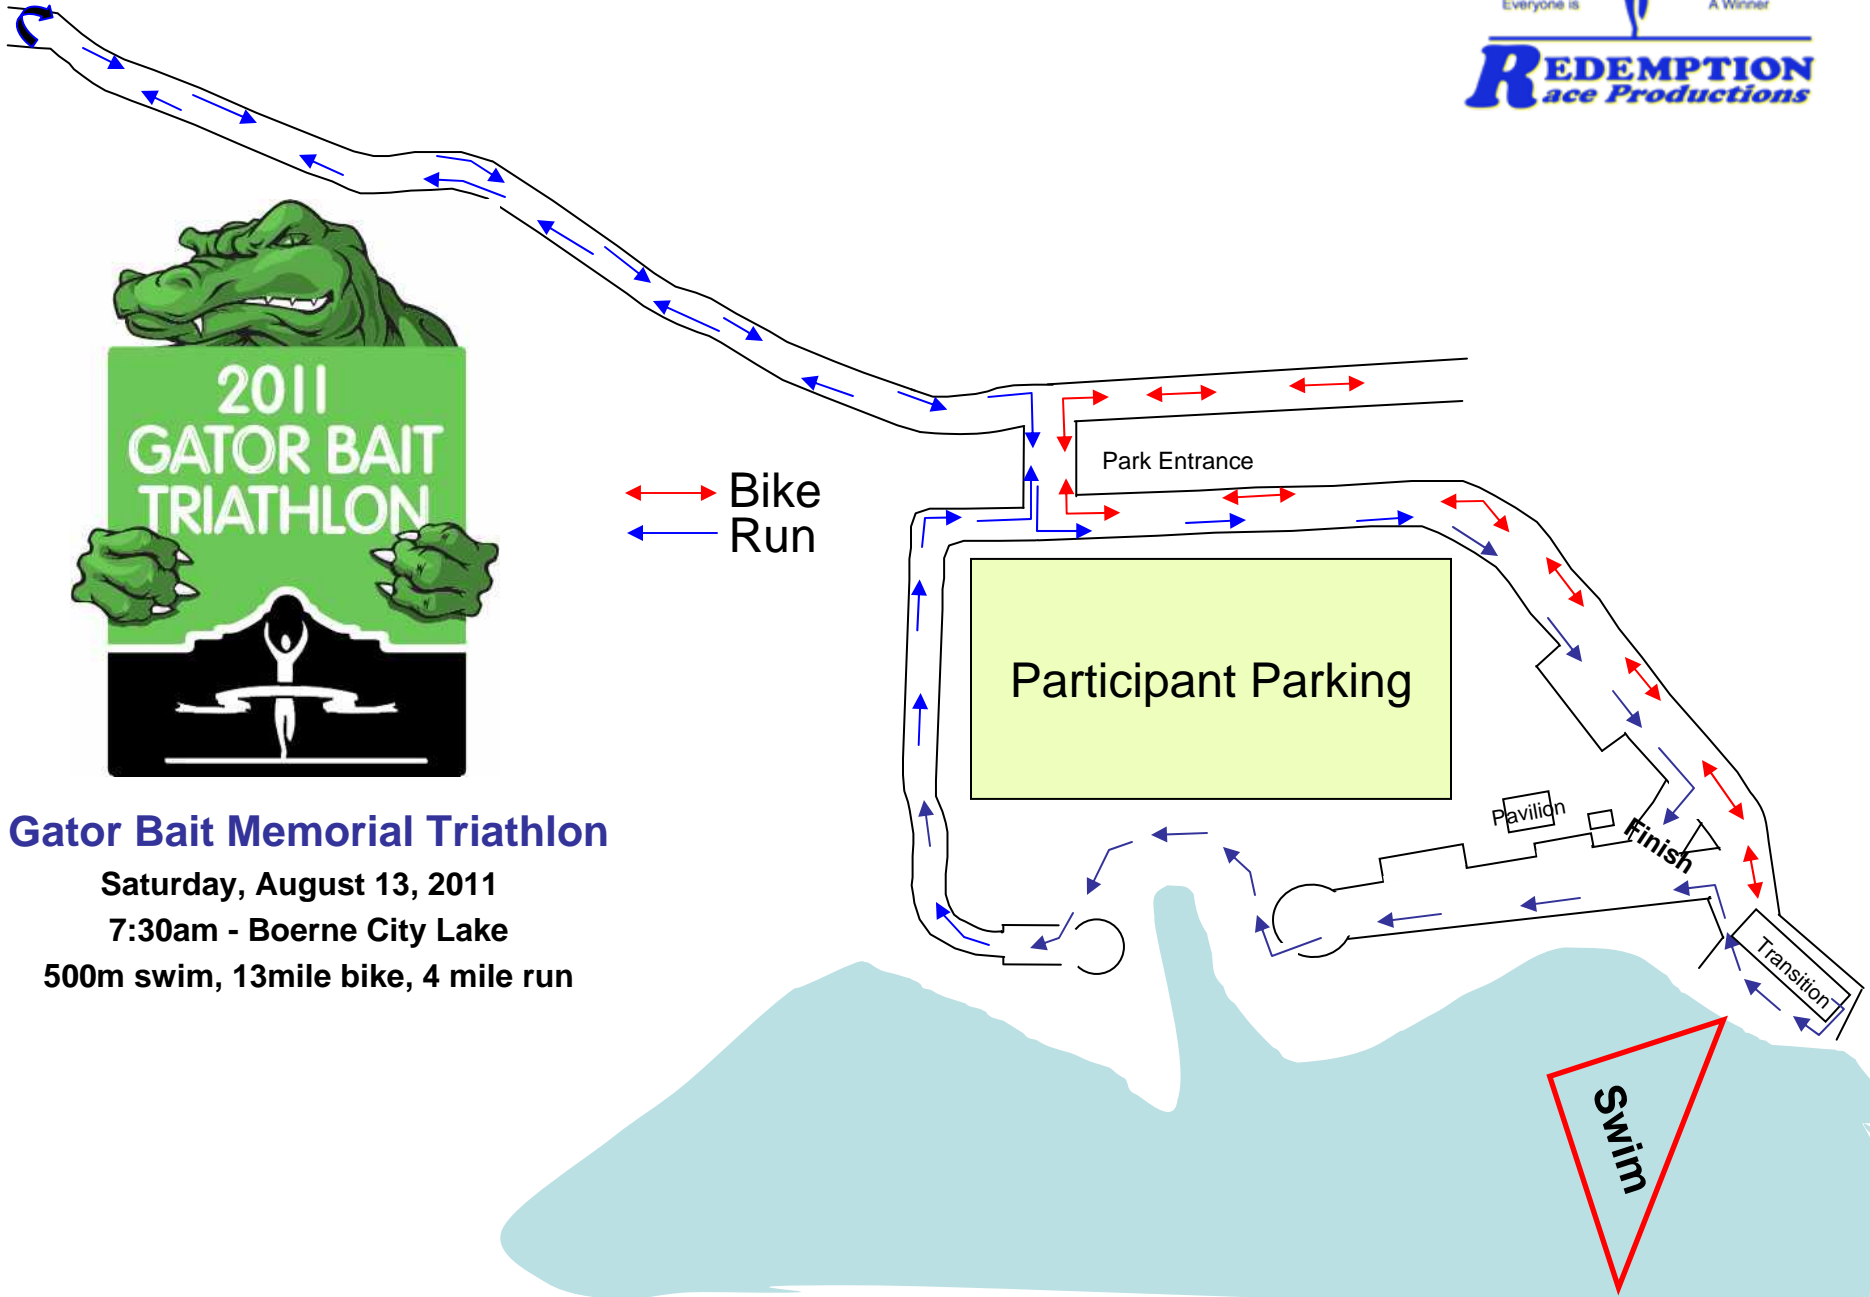 Everyone is A Winner
REDEMPTION
Race Productions
2011
GATOR BAIT
TRIATHLON
Bike
Run
Park Entrance
Participant Parking
Pavilion
Finish
Transition
Swim
Gator Bait Memorial Triathlon
Saturday, August 13, 2011
7:30am - Boerne City Lake
500m swim, 13mile bike, 4 mile run